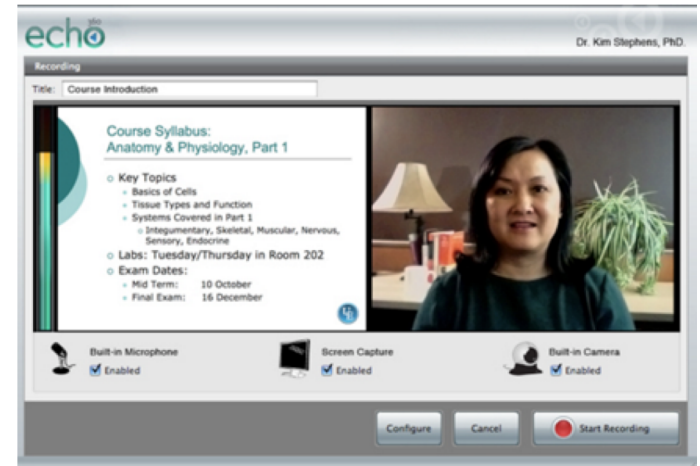 echo
360
Dr. Kim Stephens, PhD.
Recording
Title: Course Introduction
Course Syllabus:
Anatomy & Physiology, Part 1
Key Topics
Basics of Cells
Tissue Types and Function
Systems Covered in Part 1
Integumentary, Skeletal, Muscular, Nervous,
Sensory, Endocrine
Labs: Tuesday/Thursday in Room 202
Exam Dates:
Mid Term: 10 October
Final Exam: 16 December
Built-in Microphone
Enabled
Screen Capture
Enabled
Built-in Camera
Enabled
Configure
Cancel
Start Recording